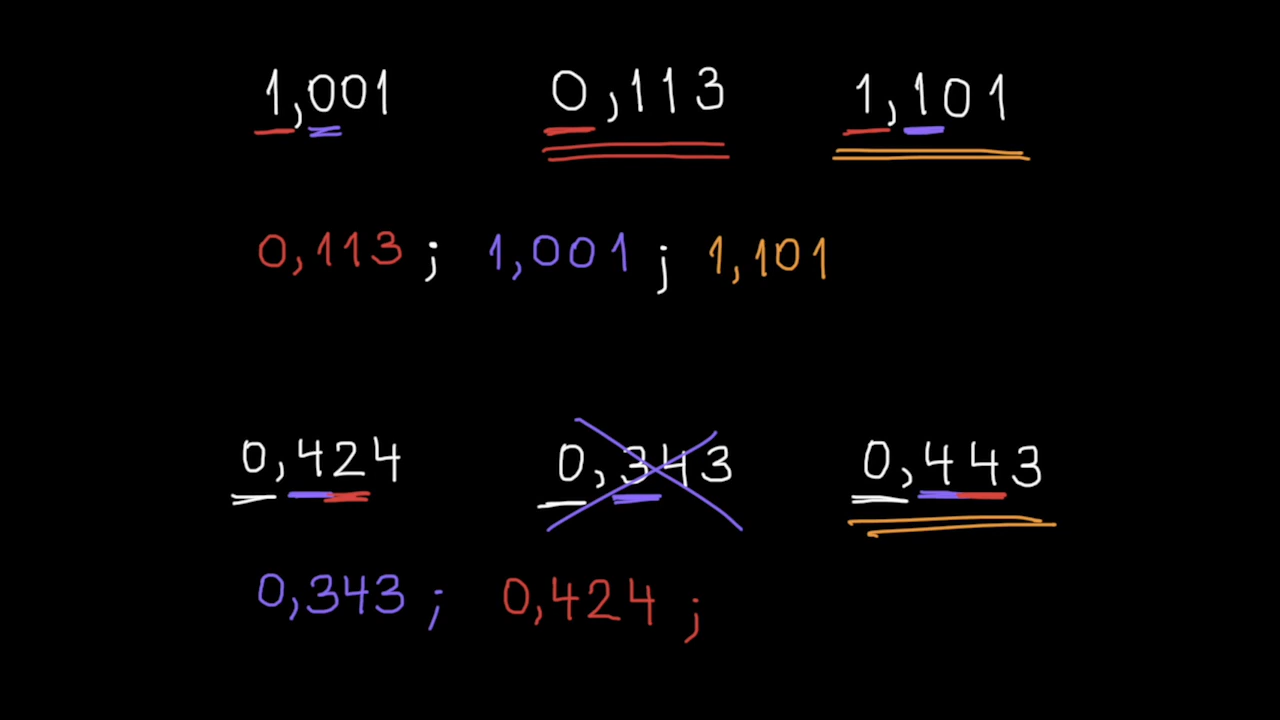 1,001 0,113 1,101
0,113 ; 1,001 ; 1,101
0,424 0,343 0,443
0,343 ; 0,424 ;